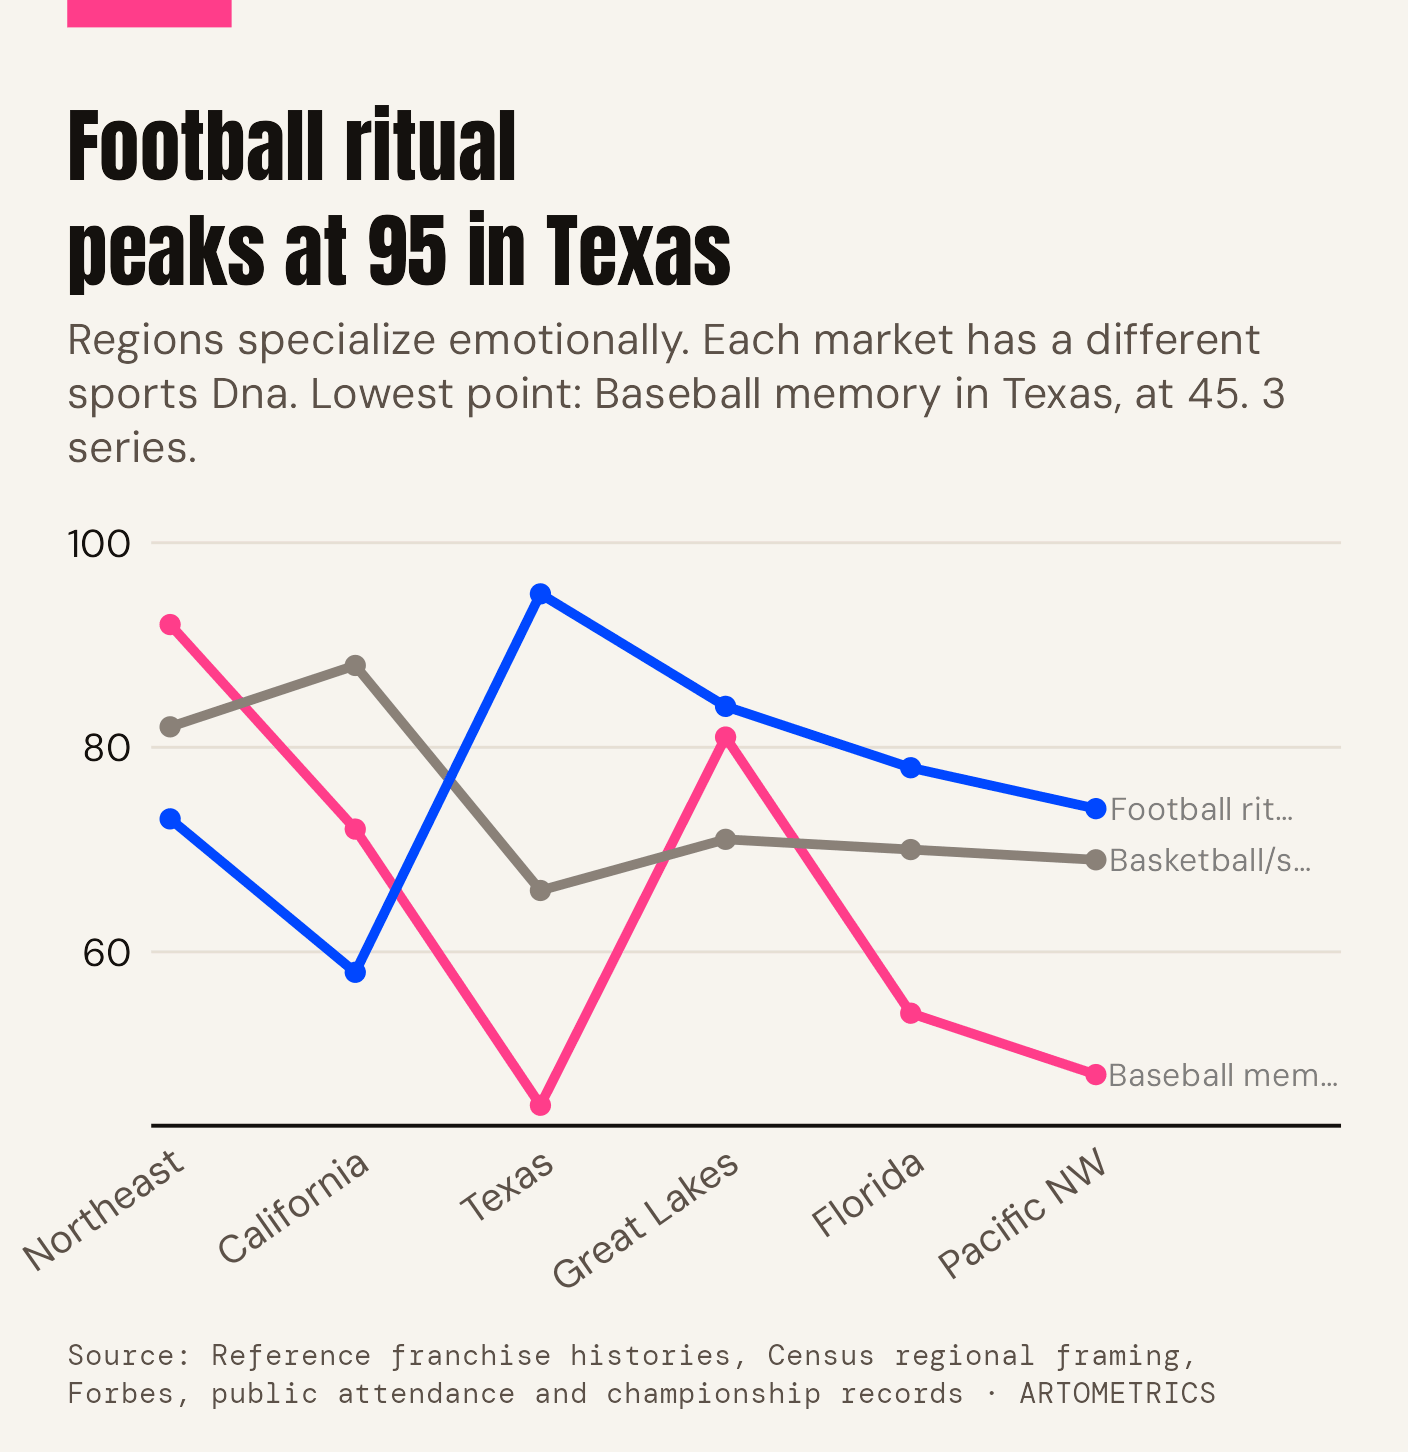 Football ritual
peaks at 95 in Texas
Regions specialize emotionally. Each market has a different
sports Dna. Lowest point: Baseball memory in Texas, at 45. 3
series.
100
80
60
Football rit...
Basketball/s...
Baseball mem...
Northeast
California
Texas
Great Lakes
Florida
Pacific NW
Source: Reference franchise histories, Census regional framing,
Forbes, public attendance and championship records · ARTOMETRICS